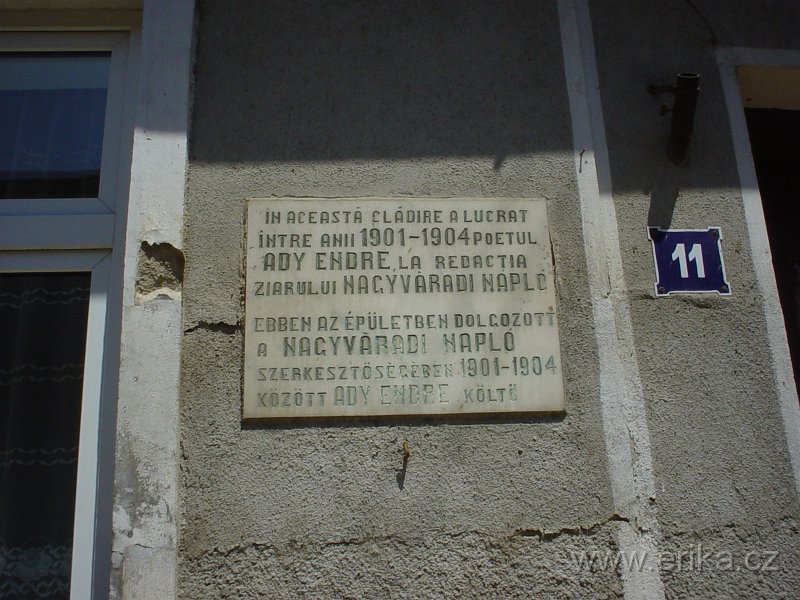 ÎN ACEASTĂ CLĂDIRE A LUCRAT
ÎNTRE ANII 1901-1904 POETUL
ADY ENDRE, LA REDACTIA
ZIARULUI NAGYVÁRADI NAPLÓ
EBBEN AZ ÉPÜLETBEN DOLGOZOTT
A NAGYVÁRADI NAPLÓ
SZERKESZTŐSÉGÉBEN 1901-1904
KÖZÖTT ADY ENDRE KÖLTŐ
11
www.erika.cz